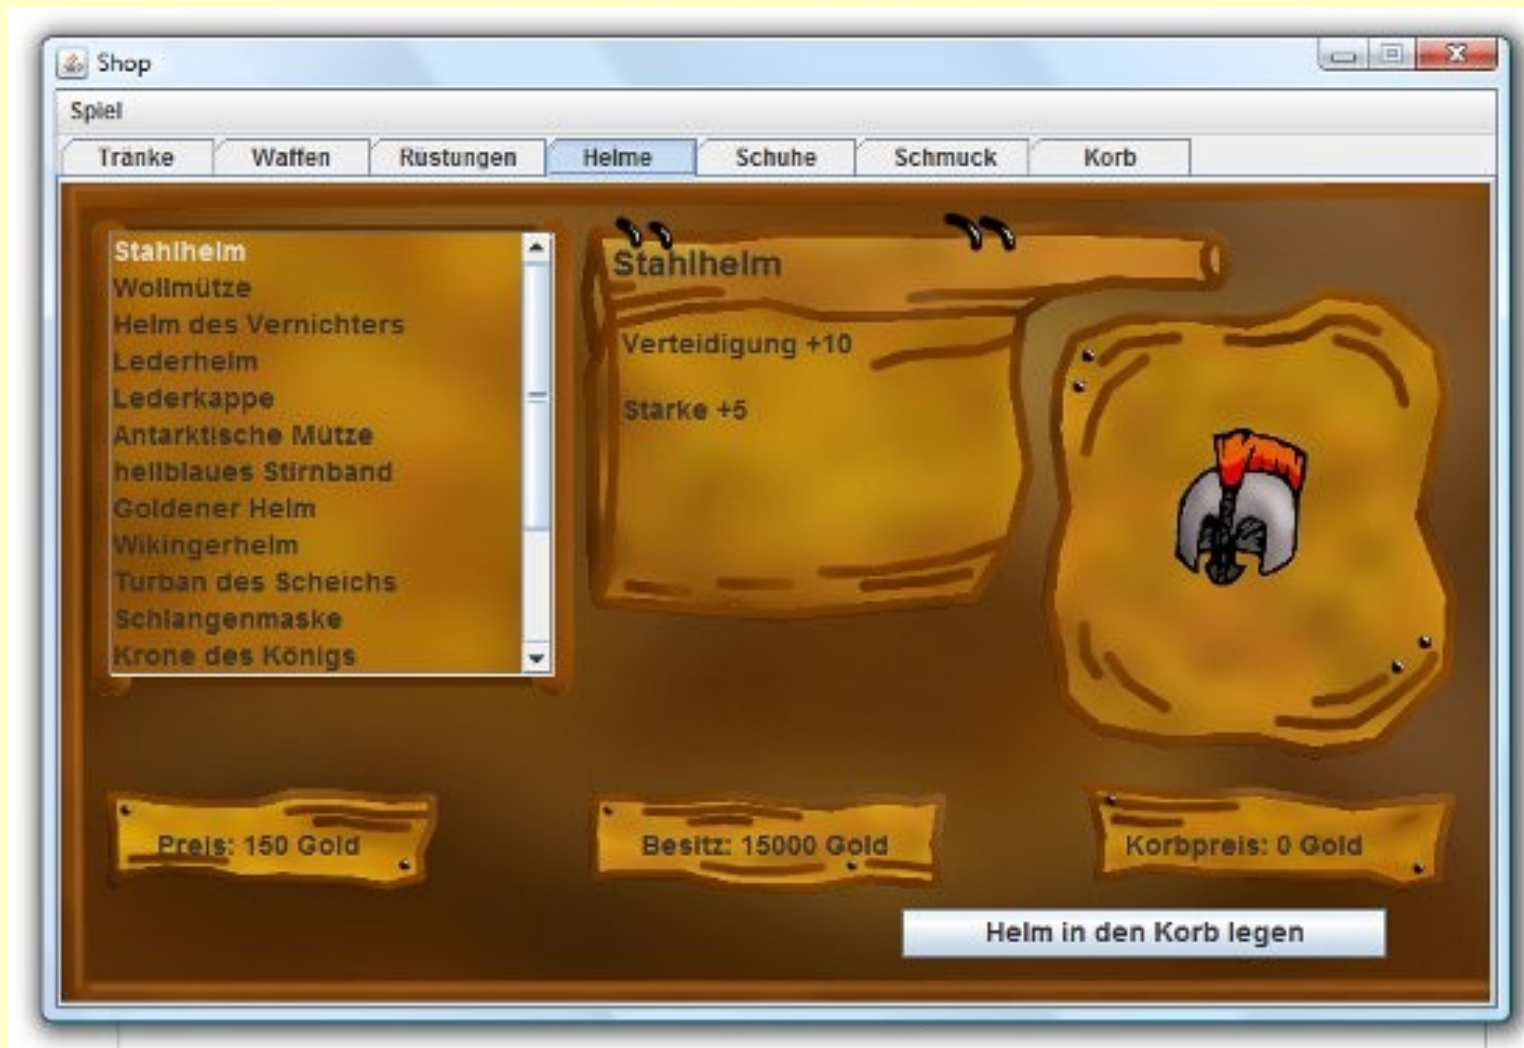 Shop
Spiel
Tränke Waffen Rüstungen Helme Schuhe Schmuck Korb
Stahlhelm
Wollmütze
Helm des Vernichters
Lederhelm
Lederkappe
Antarktische Mütze
hellblaues Stirnband
Goldener Helm
Wikingerhelm
Turban des Scheichs
Schlangenmaske
Krone des Königs
Stahlhelm
Verteidigung +10
Stärke +5
Preis: 150 Gold
Besitz: 15000 Gold
Korbpreis: 0 Gold
Helm in den Korb legen